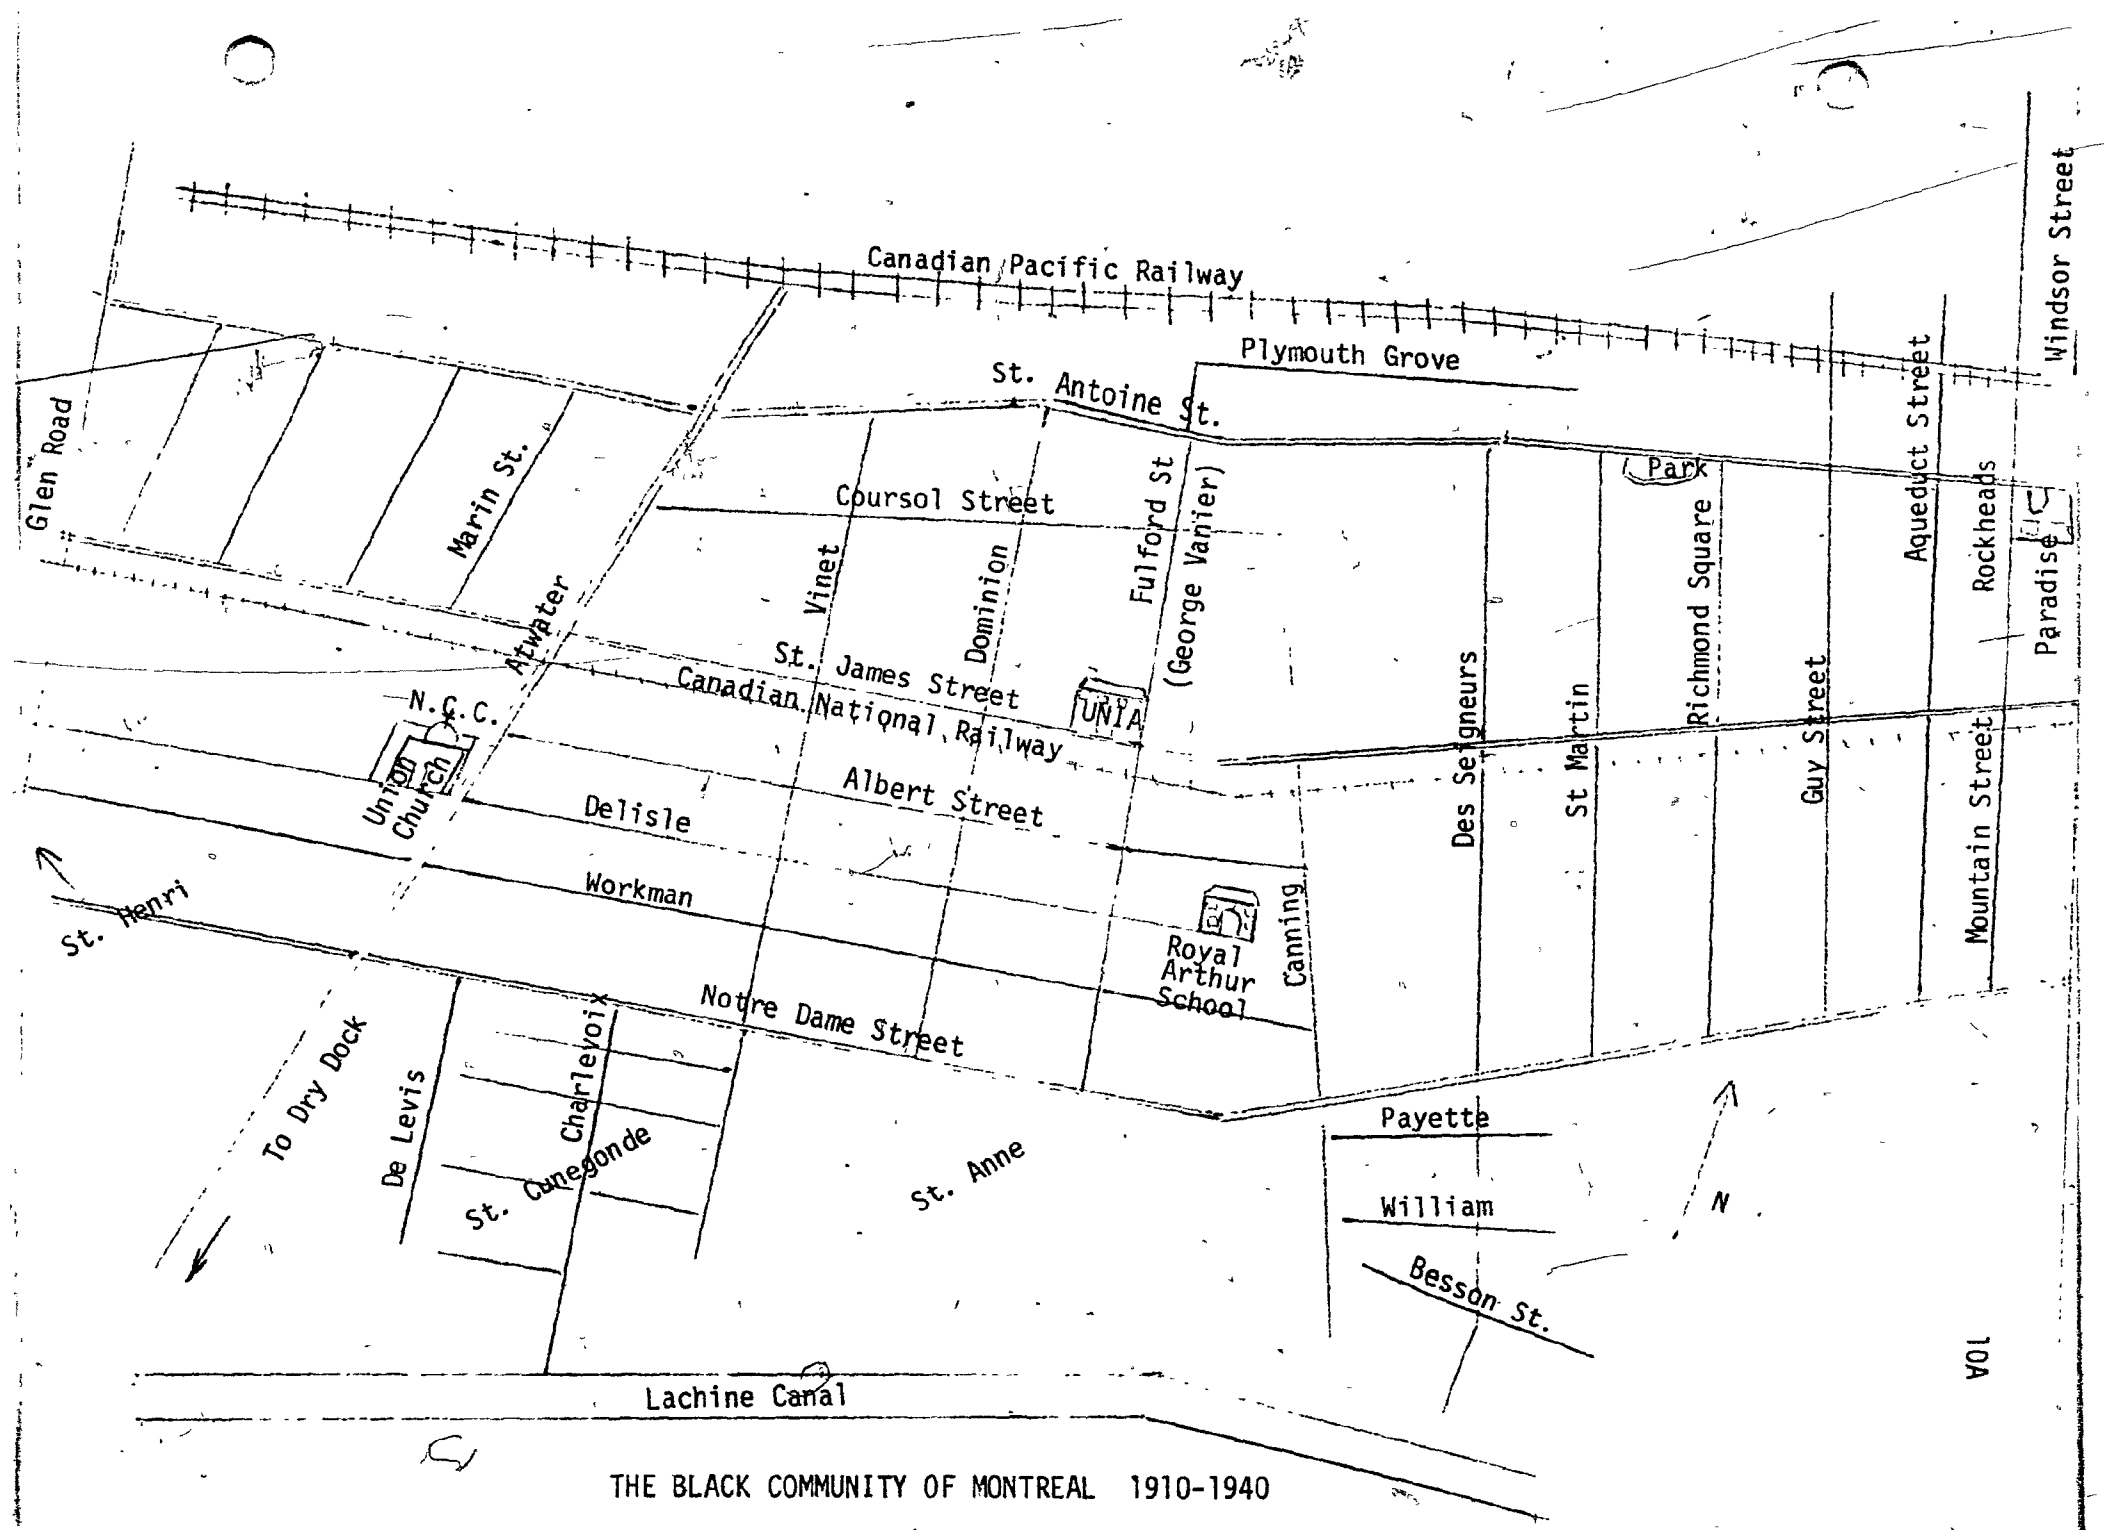 Canadian Pacific Railway
Windsor Street
Plymouth Grove
St. Antoine St.
Glen Road
Marin St.
Coursol Street
Fulford St
(George Vanier)
Park
Richmond Square
Aqueduct Street
Rockheads
Paradise
Vinet
Dominion
Atwater
St. James Street
Canadian National Railway
UNIA
N.C.C.
Union
Church
Des Seigneurs
St Martin
Guy Street
Mountain Street
Albert Street
Delisle
Workman
St. Henri
Royal
Arthur
School
Canning
Notre Dame Street
To Dry Dock
De Levis
Charlevoix
St. Cunegonde
St. Anne
Payette
William
Besson St.
N
10A
Lachine Canal
THE BLACK COMMUNITY OF MONTREAL 1910-1940